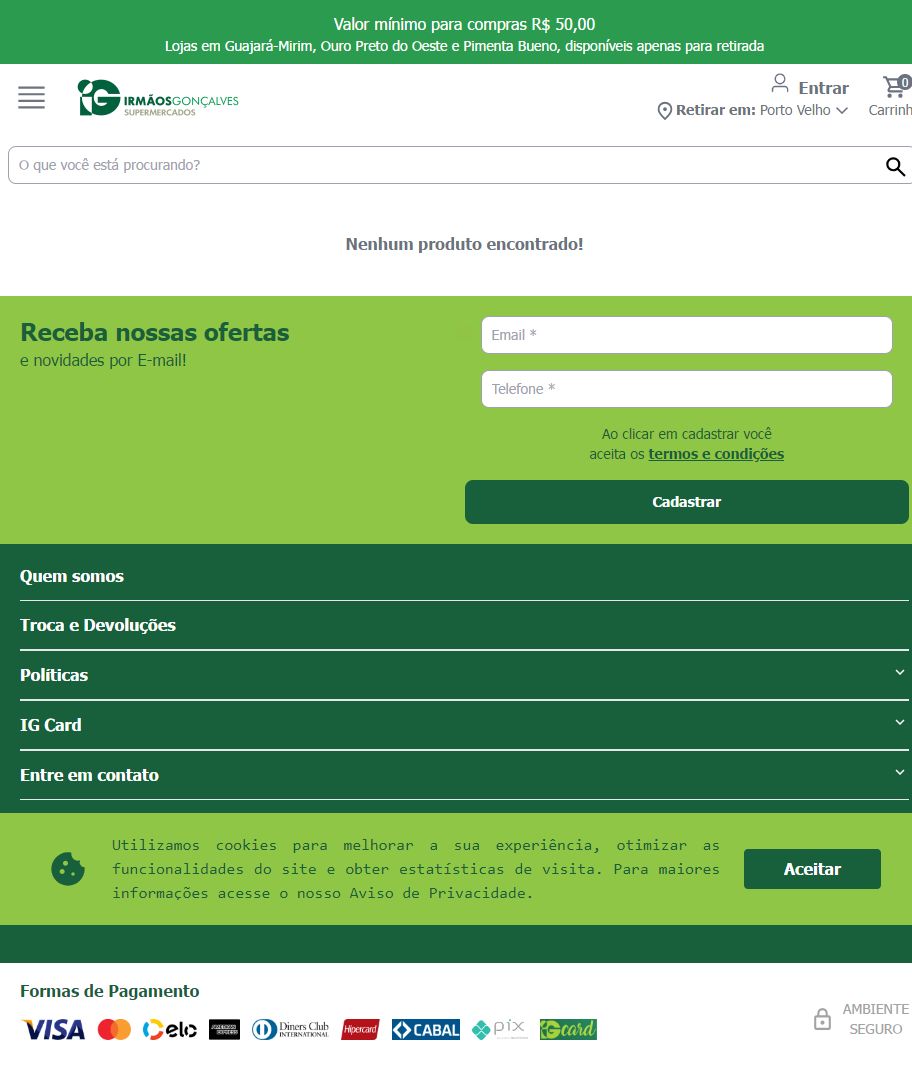 Valor mínimo para compras R$ 50,00
Lojas em Guajará-Mirim, Ouro Preto do Oeste e Pimenta Bueno, disponíveis apenas para retirada
iG IRMÃOSGONÇALVES
SUPERMERCADOS
Entrar
0
Retirar em: Porto Velho
Carrinh
O que você está procurando?
Nenhum produto encontrado!
Receba nossas ofertas
e novidades por E-mail!
Email *
Telefone *
Ao clicar em cadastrar você
aceita os termos e condições
Cadastrar
Quem somos
Troca e Devoluções
Políticas
IG Card
Entre em contato
Utilizamos cookies para melhorar a sua experiência, otimizar as
funcionalidades do site e obter estatísticas de visita. Para maiores
informações acesse o nosso Aviso de Privacidade.
Aceitar
Formas de Pagamento
VISA
elo
AMERICAN EXPRESS
Diners Club
INTERNATIONAL
Hipercard
CABAL
pix
iGcard
AMBIENTE
SEGURO